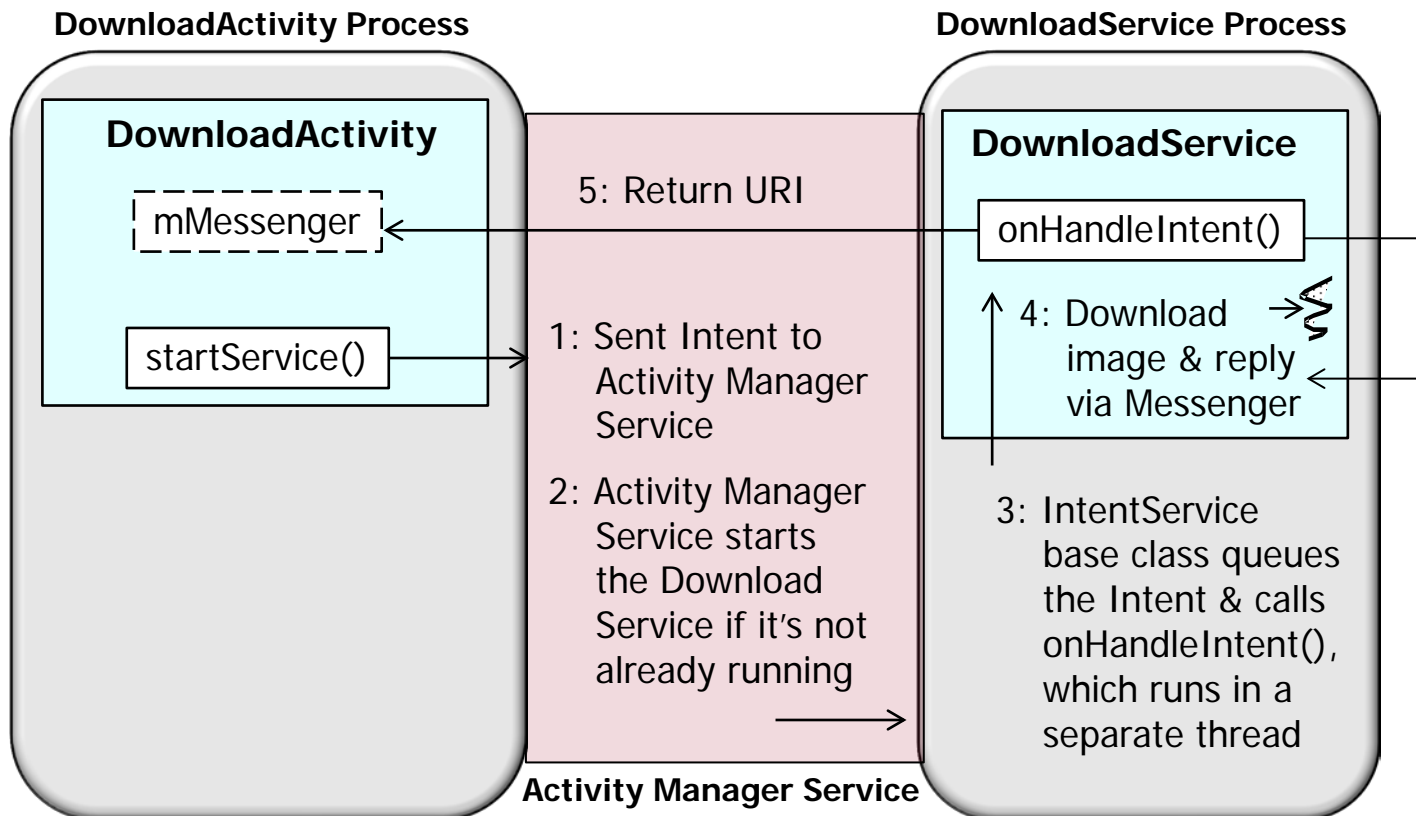 DownloadActivity Process
DownloadService Process
DownloadActivity
mMessenger
startService()
5: Return URI
1: Sent Intent to
Activity Manager
Service
2: Activity Manager
Service starts
the Download
Service if it's not
already running
Activity Manager Service
DownloadService
onHandleIntent()
4: Download
image & reply
via Messenger
3: IntentService
base class queues
the Intent & calls
onHandleIntent(),
which runs in a
separate thread